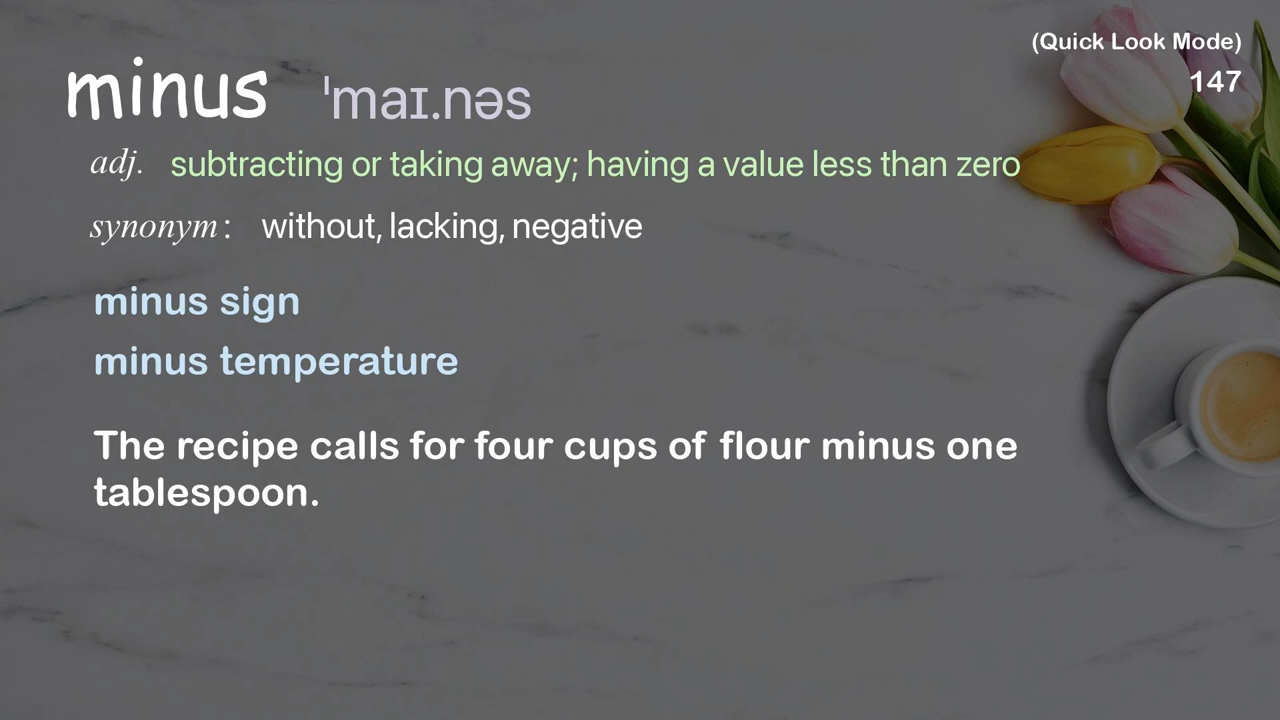 (Quick Look Mode)
minus ˈmaɪ.nəs
147
adj. subtracting or taking away; having a value less than zero
synonym: without, lacking, negative
minus sign
minus temperature
The recipe calls for four cups of flour minus one
tablespoon.